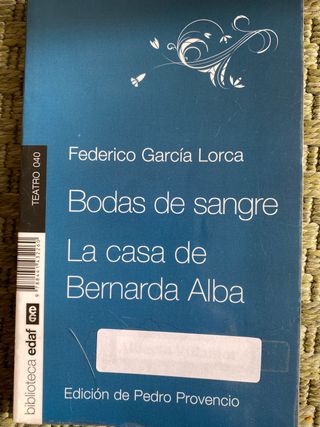 Federico García Lorca
Bodas de sangre
La casa de
Bernarda Alba
Edición de Pedro Provencio
TEATRO 040
biblioteca edaf